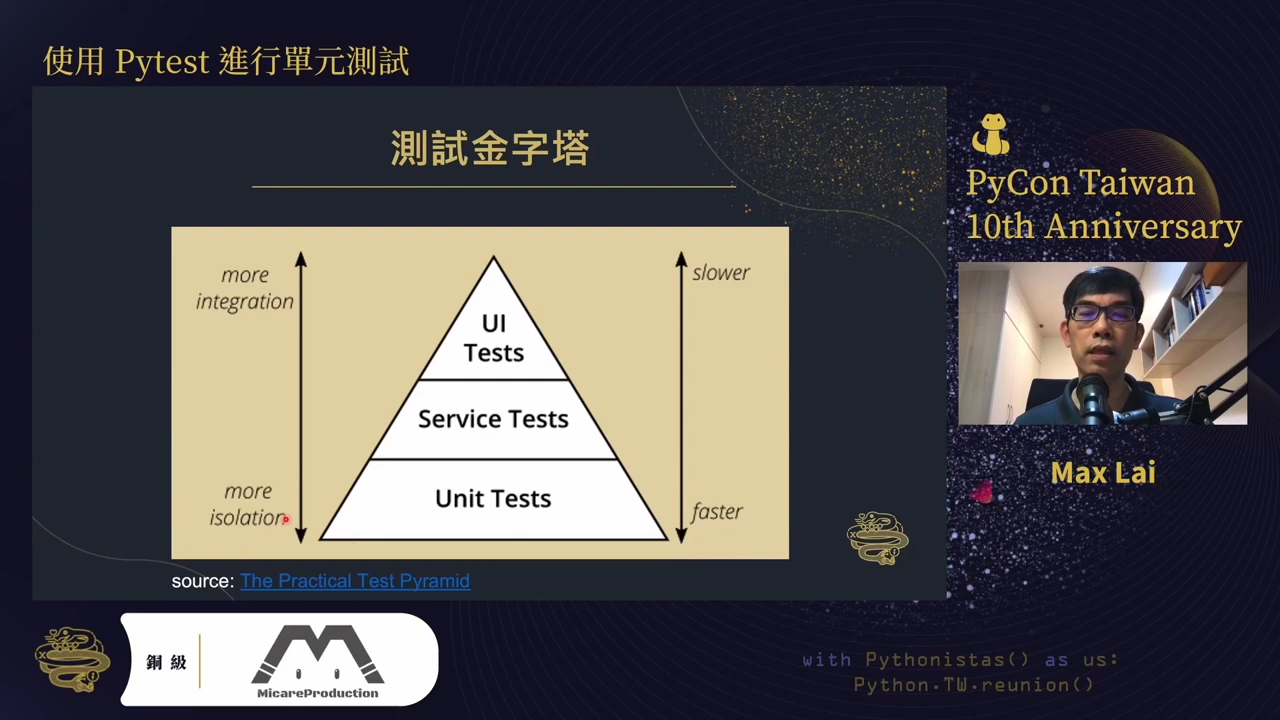 使用 Pytest 進行單元測試
測試金字塔
more
integration
slower
UI
Tests
Service Tests
Unit Tests
more
isolation
faster
source: The Practical Test Pyramid
PyCon Taiwan
10th Anniversary
Max Lai
銅級
MicareProduction
with Pythonistas() as us:
Python.TW.reunion()